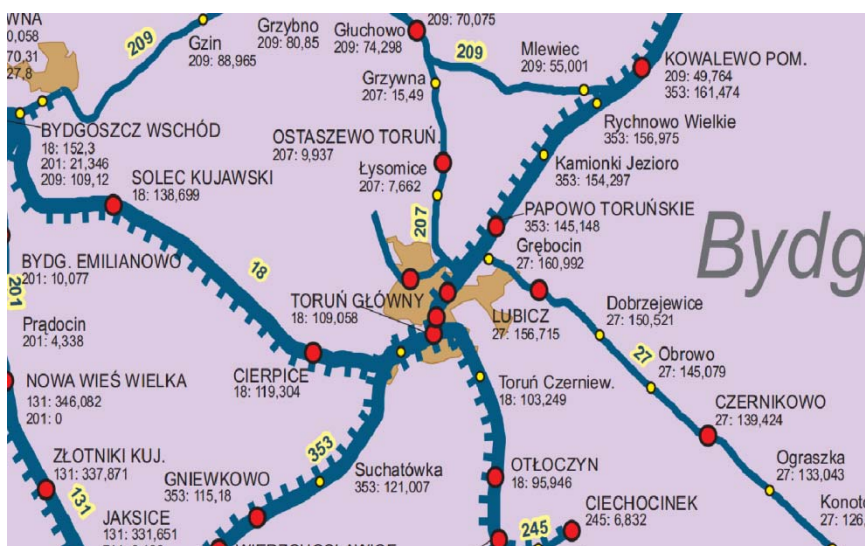 WNA
0,058
70,31
27,8
209
Gzin
209: 88,965
Grzybno
209: 80,85
Głuchowo
209: 74,298
209: 70,075
209
Mlewiec
209: 55,001
KOWALEWO POM.
209: 49,764
353: 161,474
Grzywna
207: 15,49
Rychnowo Wielkie
353: 156,975
BYDGOSZCZ WSCHÓD
18: 152,3
201: 21,346
209: 109,12
OSTASZEWO TORUŃ.
207: 9,937
Kamionki Jezioro
353: 154,297
SOLEC KUJAWSKI
18: 138,699
Łysomice
207: 7,662
207
PAPOWO TORUŃSKIE
353: 145,148
Grębocin
27: 160,992
Bydg
BYDG. EMILIANOWO
201: 10,077
201
18
TORUŃ GŁÓWNY
18: 109,058
LUBICZ
27: 156,715
Dobrzejewice
27: 150,521
Prądocin
201: 4,338
27
Obrowo
27: 145,079
CIERPICE
18: 119,304
Toruń Czerniew.
18: 103,249
NOWA WIEŚ WIELKA
131: 346,082
201: 0
CZERNIKOWO
27: 139,424
353
ZŁOTNIKI KUJ.
131: 337,871
GNIEWKOWO
353: 115,18
Suchatówka
353: 121,007
OTŁOCZYN
18: 95,946
Ograszka
27: 133,043
131
JAKSICE
131: 331,651
CIECHOCINEK
245: 6,832
245
Konoto
27: 126,